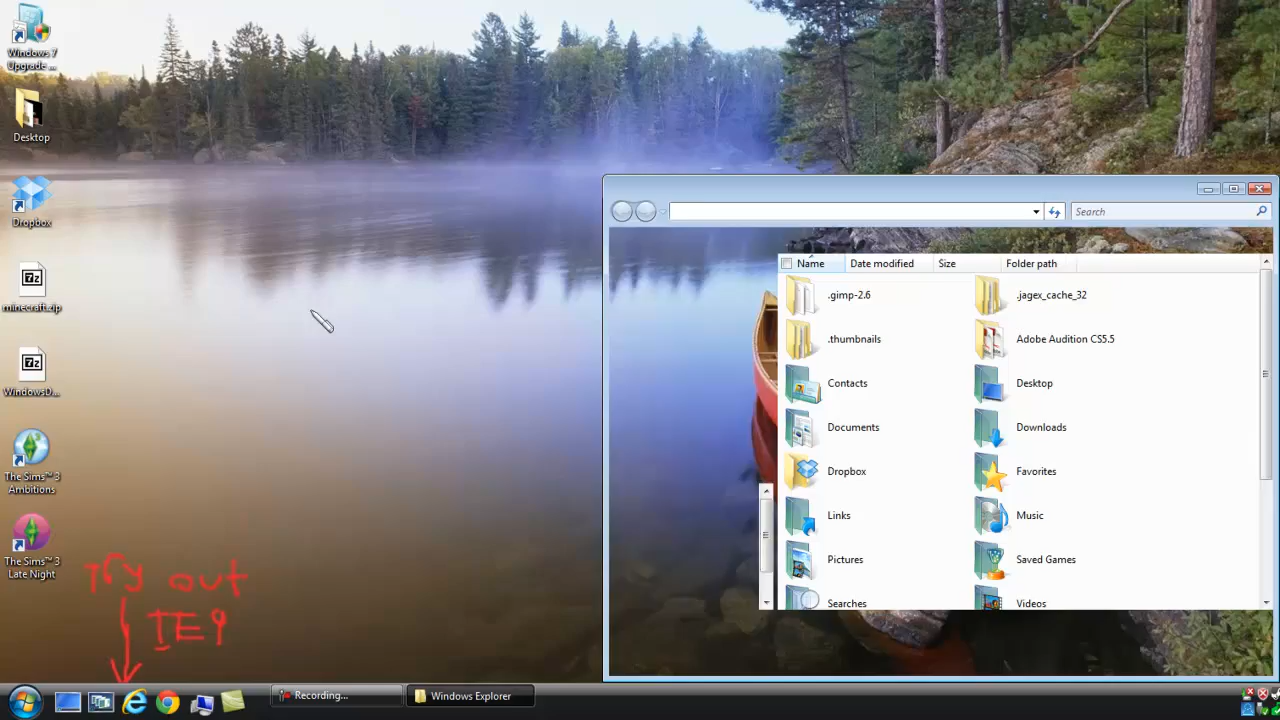 Windows 7
Upgrade ...
Desktop
Dropbox
minecraft.zip
WindowsD...
The Sims™ 3
Ambitions
The Sims™ 3
Late Night
Try out
IE9
Search
Name Date modified Size Folder path
.gimp-2.6 .jagex_cache_32
.thumbnails Adobe Audition CS5.5
Contacts Desktop
Documents Downloads
Dropbox Favorites
Links Music
Pictures Saved Games
Searches Videos
Recording... Windows Explorer